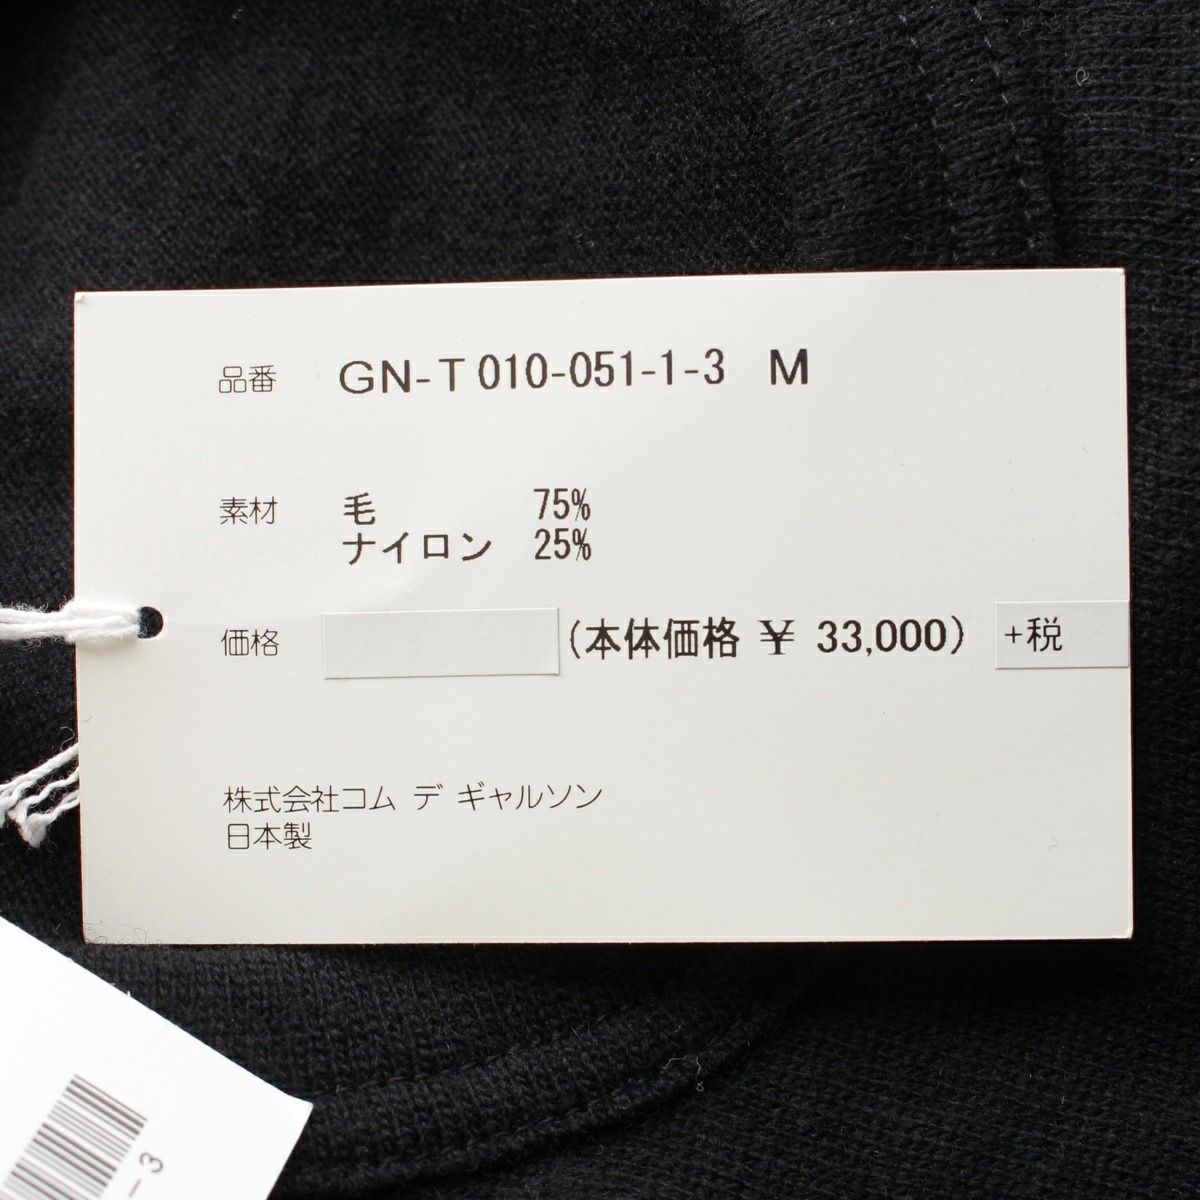 品番 GN-T010-051-1-3 M
素材 毛 75%
ナイロン 25%
価格 (本体価格 ¥ 33,000) +税
株式会社コム デ ギャルソン
日本製
-3